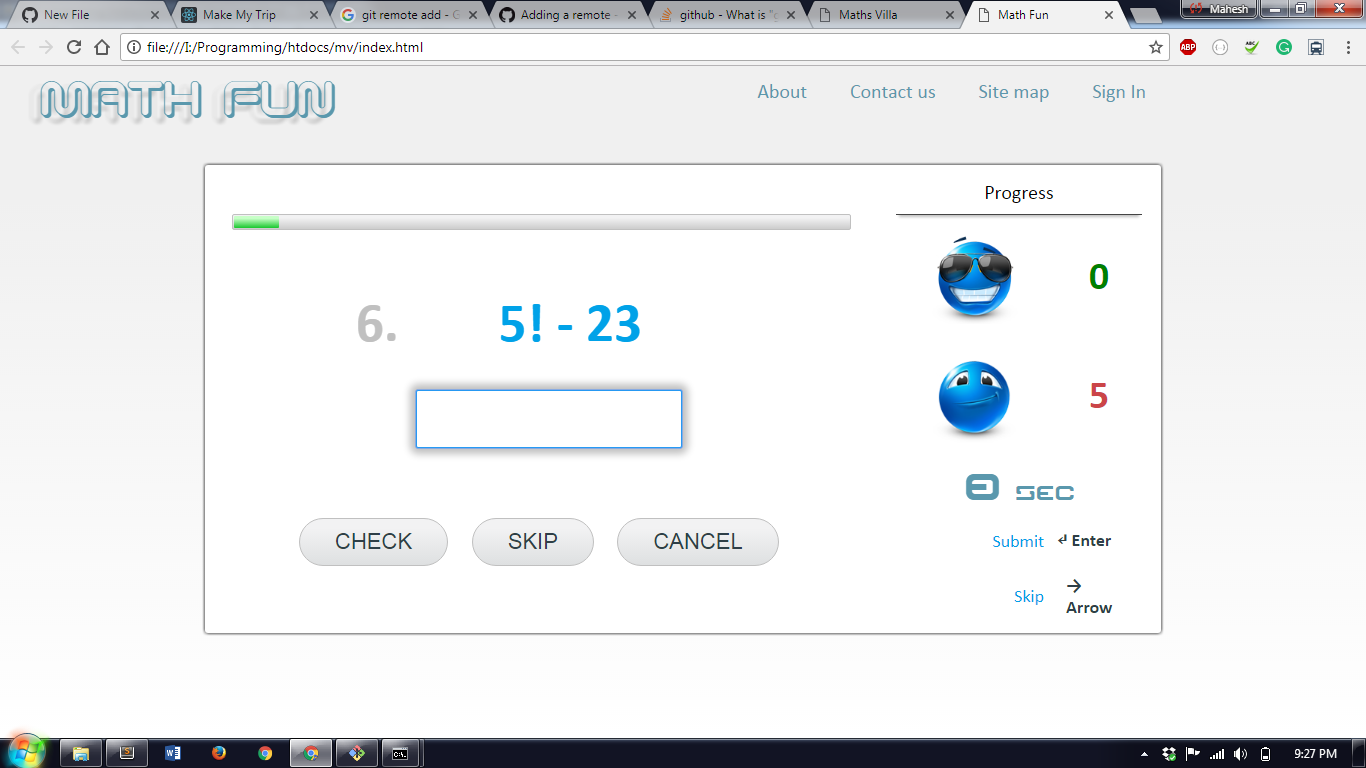 New File
Make My Trip
git remote add - G
Adding a remote -
github - What is "g
Maths Villa
Math Fun
Mahesh
file:///I:/Programming/htdocs/mv/index.html
ABP
ABC
MATH FUN
About
Contact us
Site map
Sign In
Progress
0
6.
5! - 23
5
SEC
CHECK
SKIP
CANCEL
Submit
↵ Enter
Skip
→
Arrow
9:27 PM